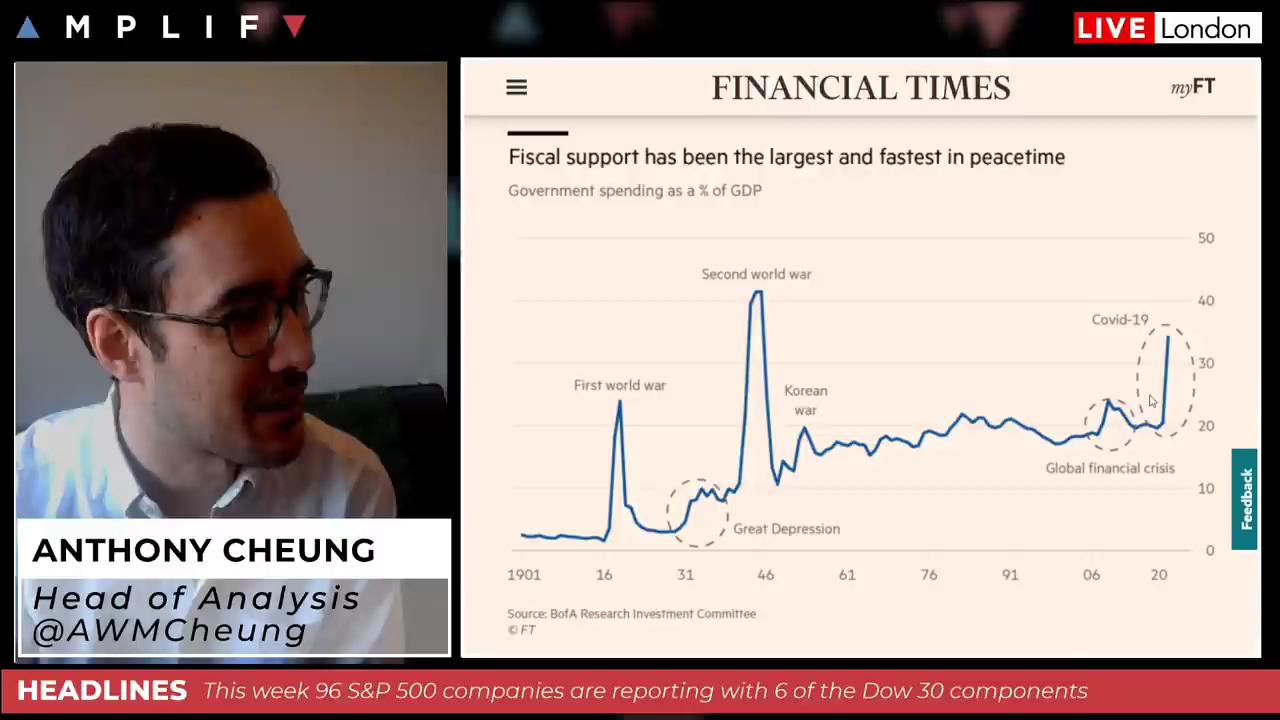 AMPLIFY
LIVE London
FINANCIAL TIMES
myFT
Fiscal support has been the largest and fastest in peacetime
Government spending as a % of GDP
50
Second world war
40
Covid-19
First world war
30
Korean
war
20
Global financial crisis
10
Great Depression
0
1901 16 31 46 61 76 91 06 20
Source: BofA Research Investment Committee
© FT
Feedback
ANTHONY CHEUNG
Head of Analysis
@AWMCheung
HEADLINES This week 96 S&P 500 companies are reporting with 6 of the Dow 30 components